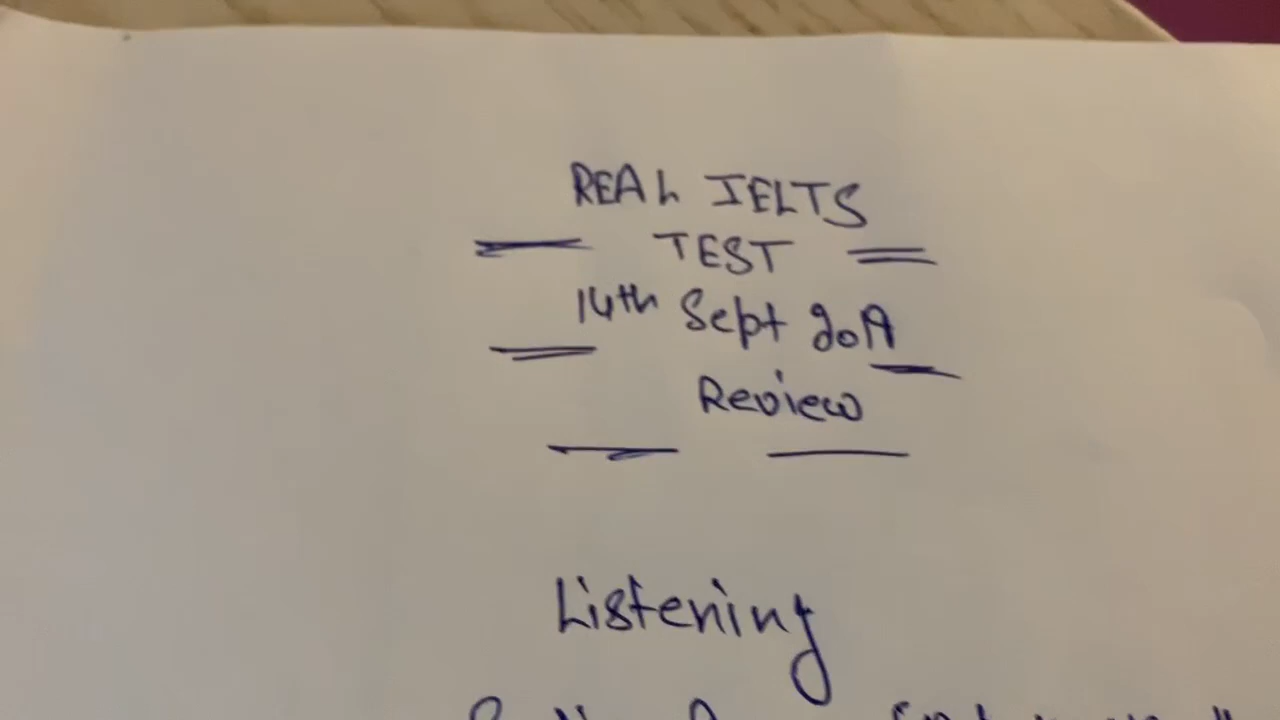 REAL IELTS
TEST
14th Sept 2019
Review
Listening